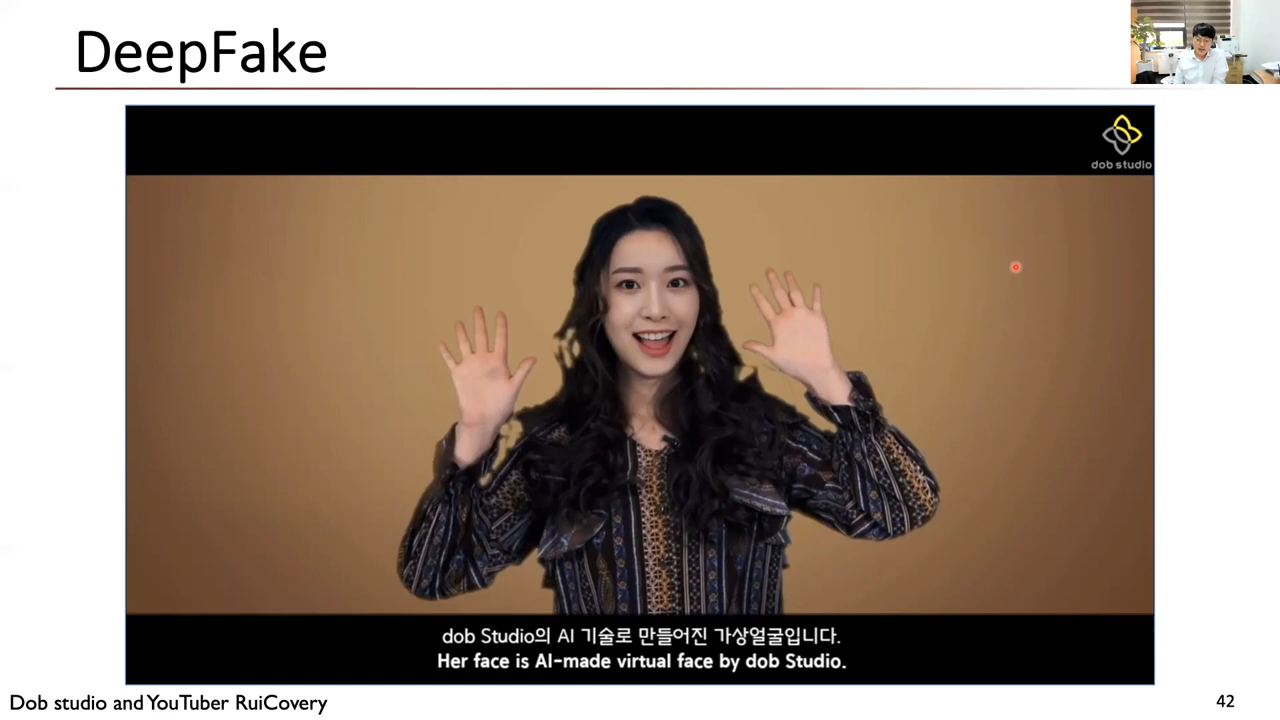 DeepFake
dob studio
dob Studio의 AI 기술로 만들어진 가상얼굴입니다.
Her face is AI-made virtual face by dob Studio.
Dob studio and YouTuber RuiCovery
42